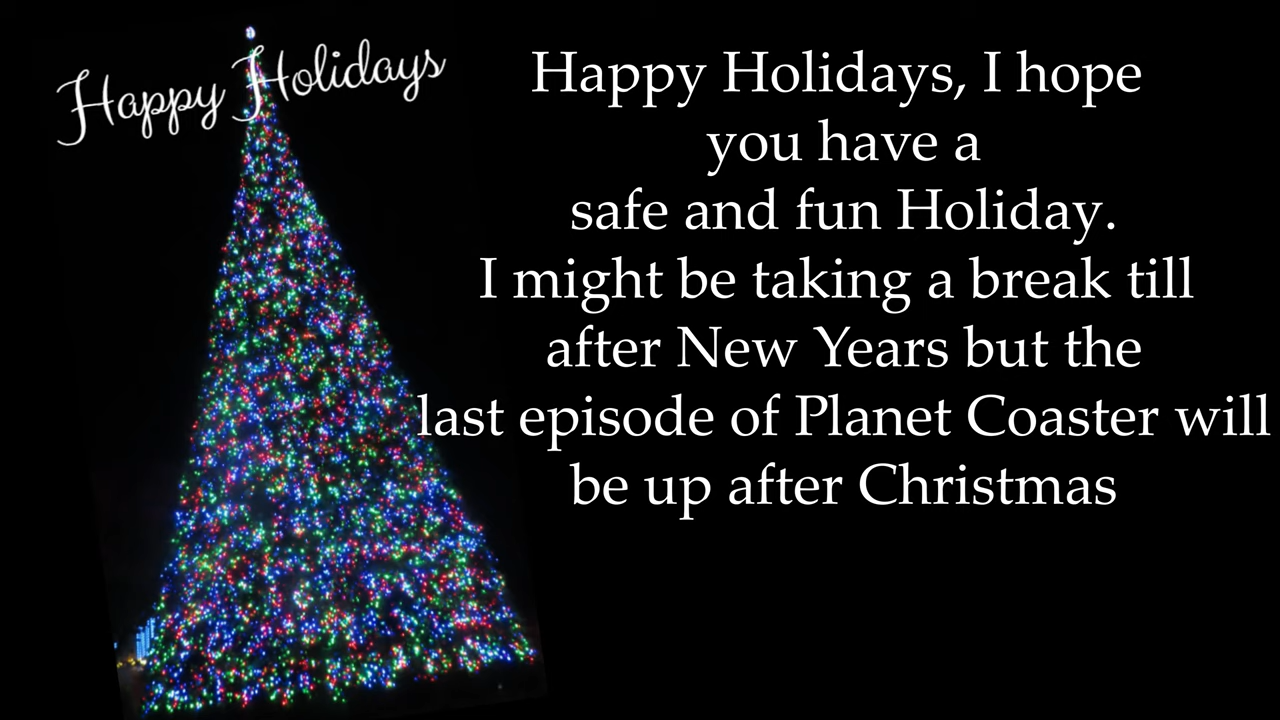 Happy Holidays
Happy Holidays, I hope
you have a
safe and fun Holiday.
I might be taking a break till
after New Years but the
last episode of Planet Coaster will
be up after Christmas